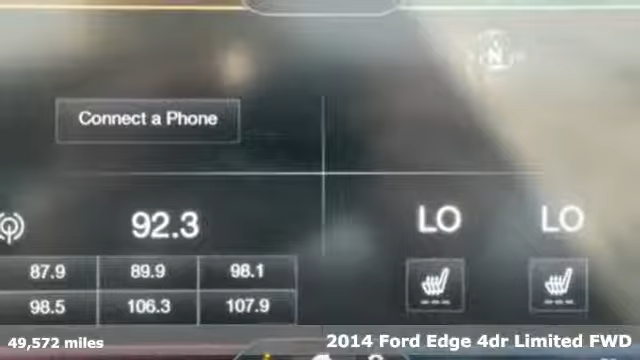 N
Connect a Phone
92.3
LO LO
87.9 89.9 98.1
98.5 106.3 107.9
49,572 miles
2014 Ford Edge 4dr Limited FWD